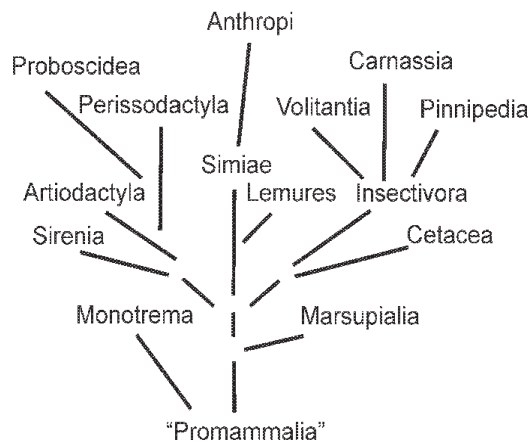 Anthropi
Proboscidea
Carnassia
Perissodactyla
Volitantia
Pinnipedia
Simiae
Artiodactyla
Lemures
Insectivora
Sirenia
Cetacea
Monotrema
Marsupialia
“Promammalia”